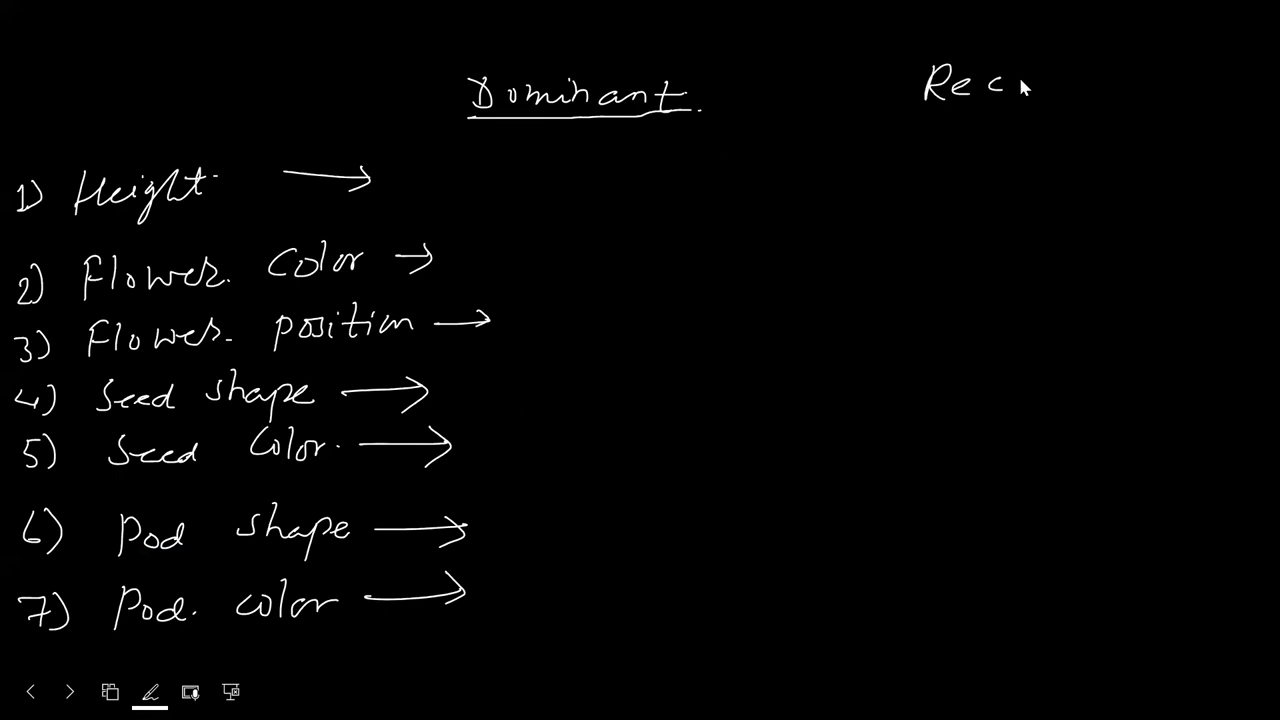 Dominant. Rec
1) Height →
2) Flower. color →
3) Flower. position →
4) Seed shape →
5) Seed color. →
6) Pod shape →
7) Pod. color →